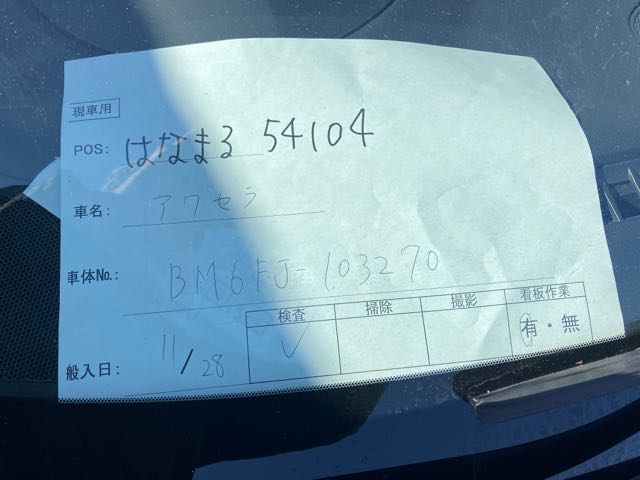 現車用
POS: はなまる 54104
車名: アクセラ
車体No.: BM6FJ-103270
検査 掃除 撮影 看板作業
✓ 有・無
般入日: 11/28